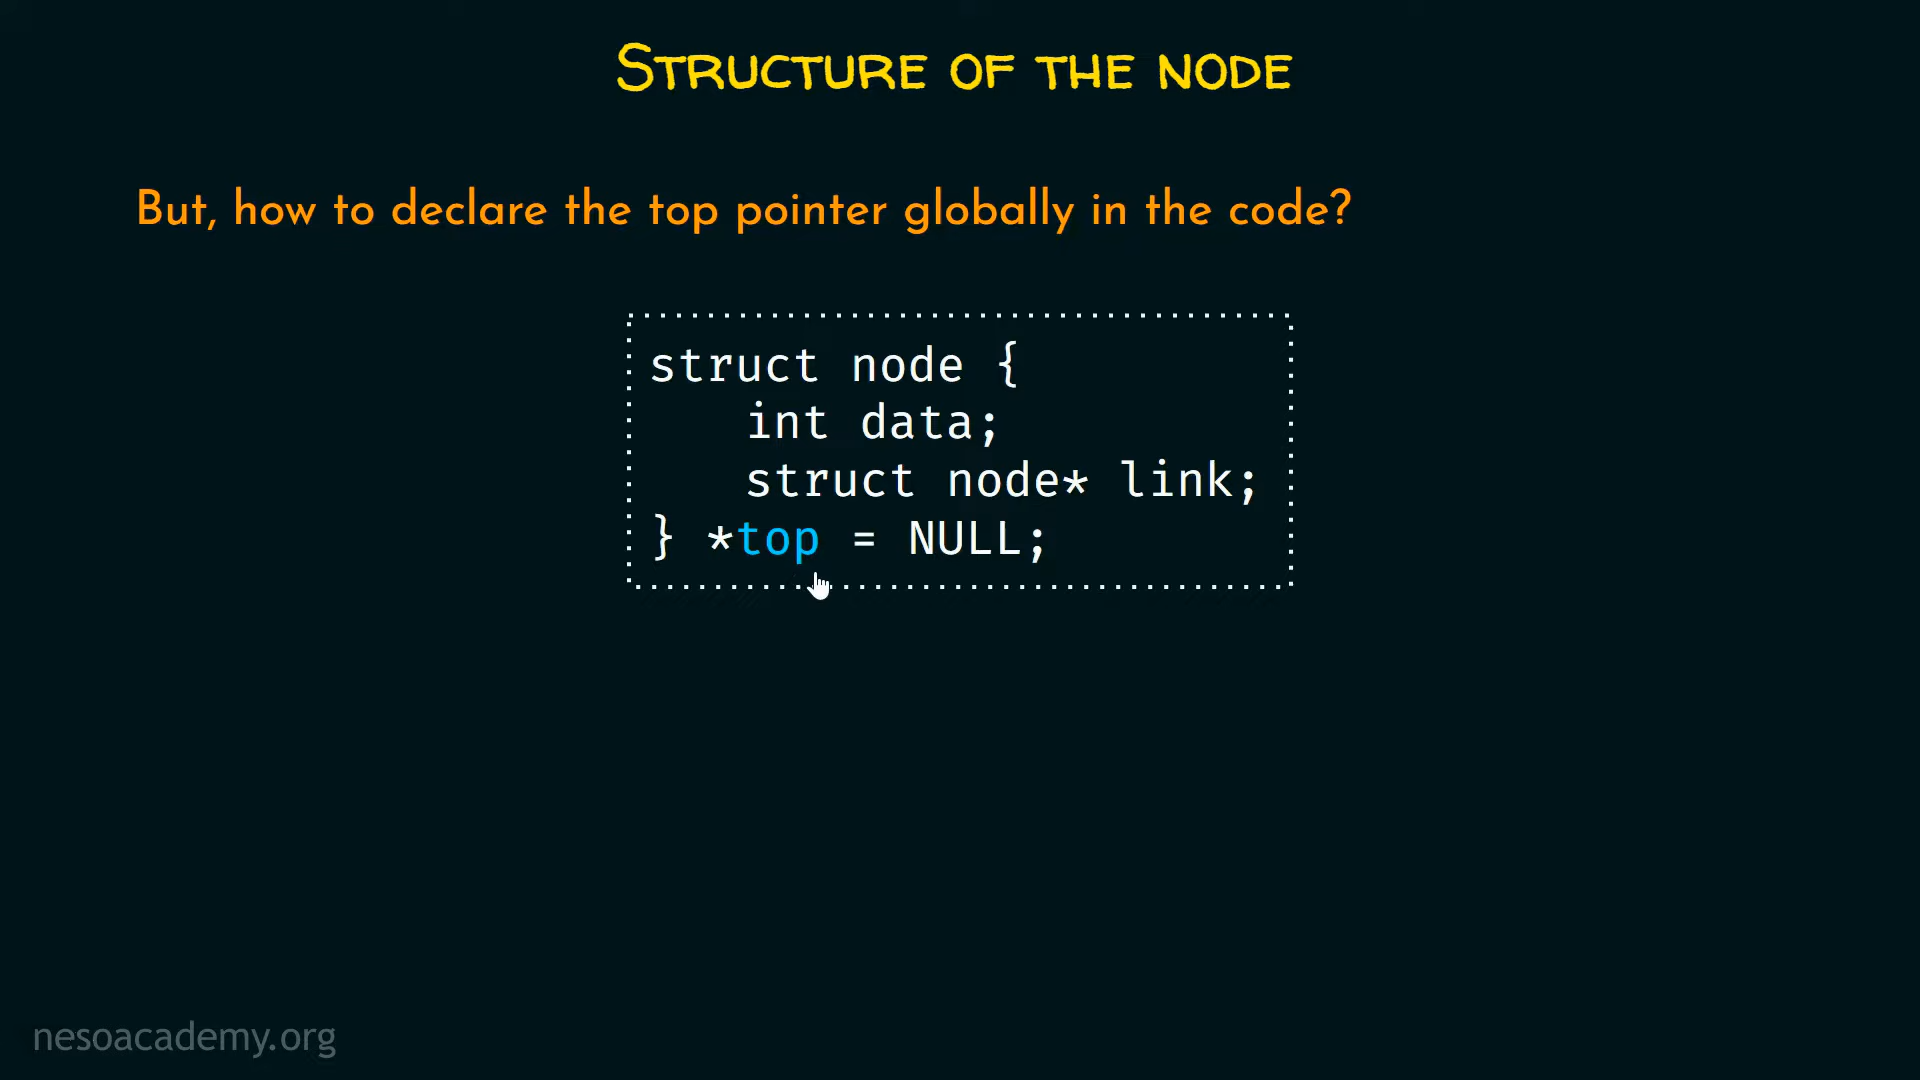 STRUCTURE OF THE NODE
But, how to declare the top pointer globally in the code?
struct node {
int data;
struct node* link;
} *top = NULL;
nesoacademy.org